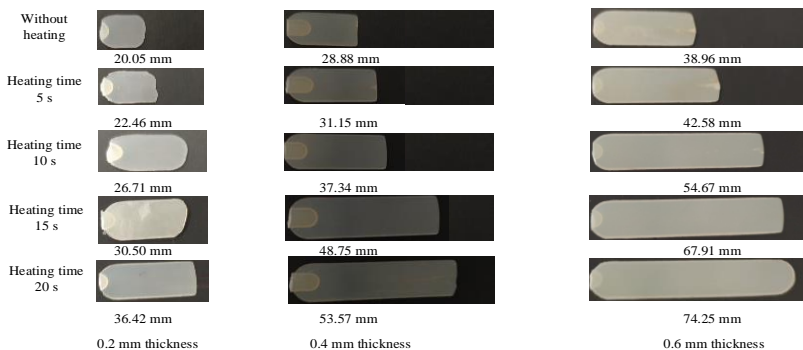 Without
heating
20.05 mm
28.88 mm
38.96 mm
Heating time
5 s
22.46 mm
31.15 mm
42.58 mm
Heating time
10 s
26.71 mm
37.34 mm
54.67 mm
Heating time
15 s
30.50 mm
48.75 mm
67.91 mm
Heating time
20 s
36.42 mm
53.57 mm
74.25 mm
0.2 mm thickness
0.4 mm thickness
0.6 mm thickness